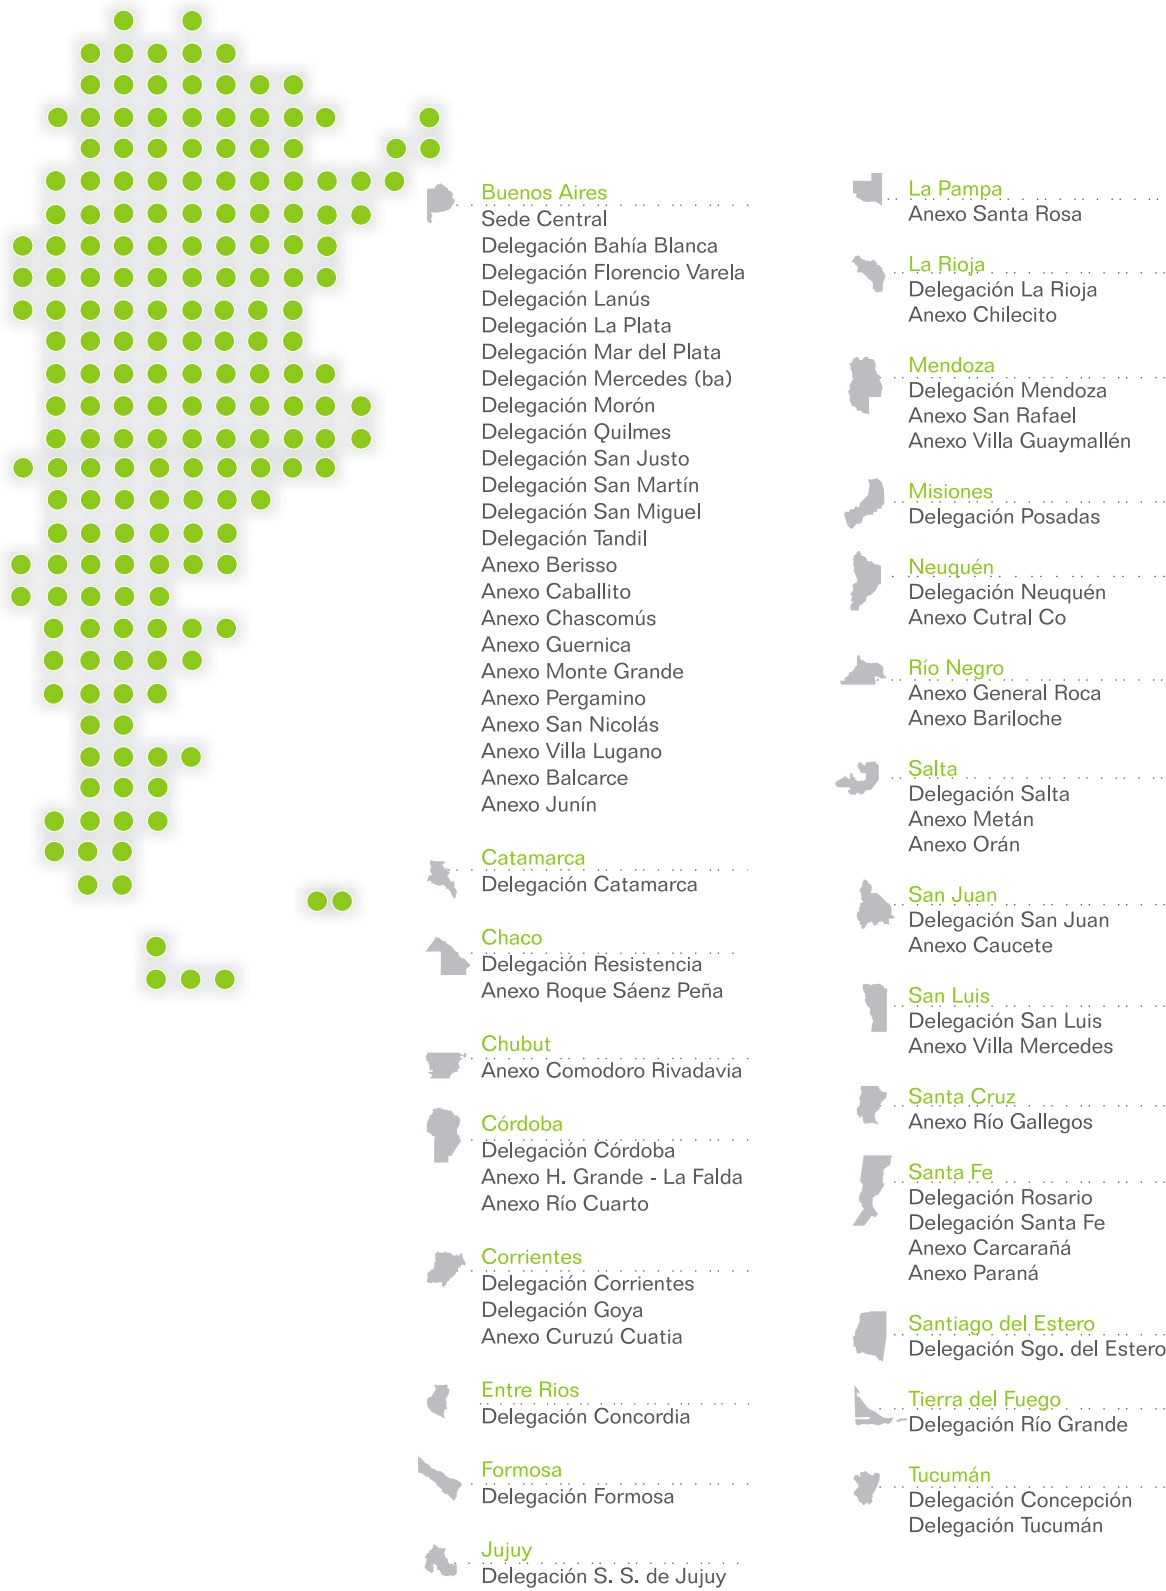 Buenos Aires
Sede Central
Delegación Bahía Blanca
Delegación Florencio Varela
Delegación Lanús
Delegación La Plata
Delegación Mar del Plata
Delegación Mercedes (ba)
Delegación Morón
Delegación Quilmes
Delegación San Justo
Delegación San Martín
Delegación San Miguel
Delegación Tandil
Anexo Berisso
Anexo Caballito
Anexo Chascomús
Anexo Guernica
Anexo Monte Grande
Anexo Pergamino
Anexo San Nicolás
Anexo Villa Lugano
Anexo Balcarce
Anexo Junín
Catamarca
Delegación Catamarca
Chaco
Delegación Resistencia
Anexo Roque Sáenz Peña
Chubut
Anexo Comodoro Rivadavia
Córdoba
Delegación Córdoba
Anexo H. Grande - La Falda
Anexo Río Cuarto
Corrientes
Delegación Corrientes
Delegación Goya
Anexo Curuzú Cuatia
Entre Rios
Delegación Concordia
Formosa
Delegación Formosa
Jujuy
Delegación S. S. de Jujuy
La Pampa
Anexo Santa Rosa
La Rioja
Delegación La Rioja
Anexo Chilecito
Mendoza
Delegación Mendoza
Anexo San Rafael
Anexo Villa Guaymallén
Misiones
Delegación Posadas
Neuquén
Delegación Neuquén
Anexo Cutral Co
Río Negro
Anexo General Roca
Anexo Bariloche
Salta
Delegación Salta
Anexo Metán
Anexo Orán
San Juan
Delegación San Juan
Anexo Caucete
San Luis
Delegación San Luis
Anexo Villa Mercedes
Santa Cruz
Anexo Río Gallegos
Santa Fe
Delegación Rosario
Delegación Santa Fe
Anexo Carcarañá
Anexo Paraná
Santiago del Estero
Delegación Sgo. del Estero
Tierra del Fuego
Delegación Río Grande
Tucumán
Delegación Concepción
Delegación Tucumán